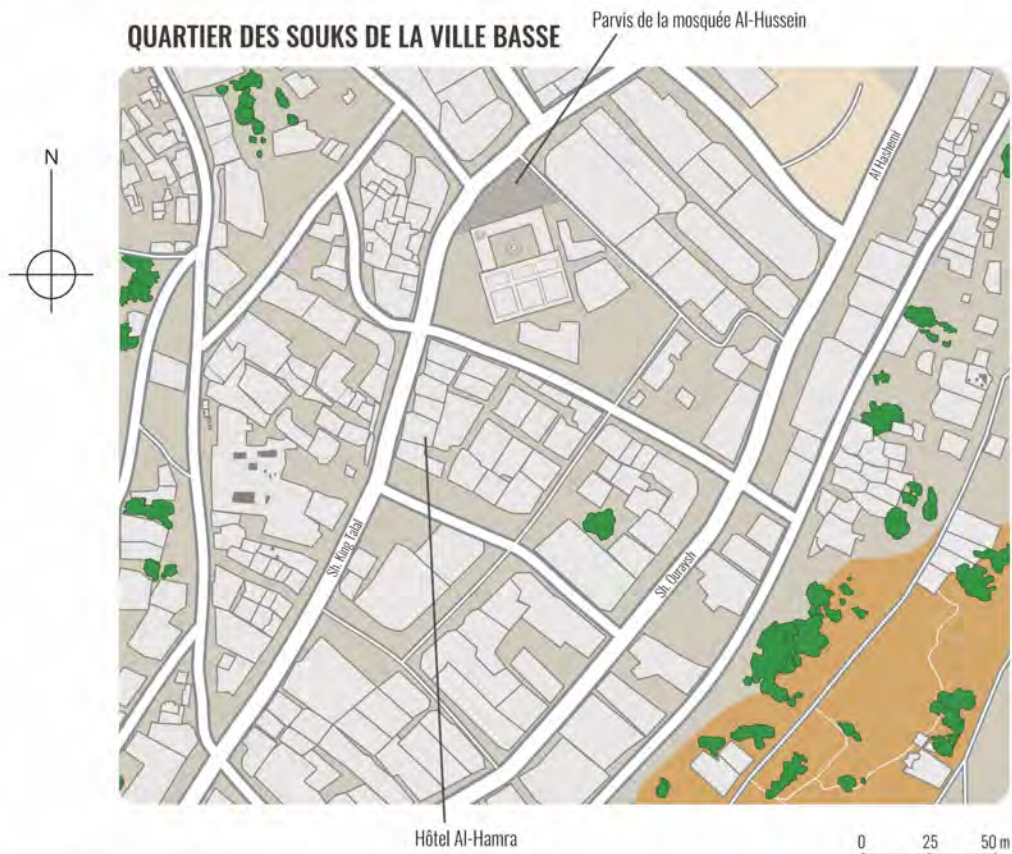 Parvis de la mosquée Al-Hussein
QUARTIER DES SOUKS DE LA VILLE BASSE
N
Al Hashemi
Sh. King Talal
Sh. Quraysh
Hôtel Al-Hamra
0 25 50 m